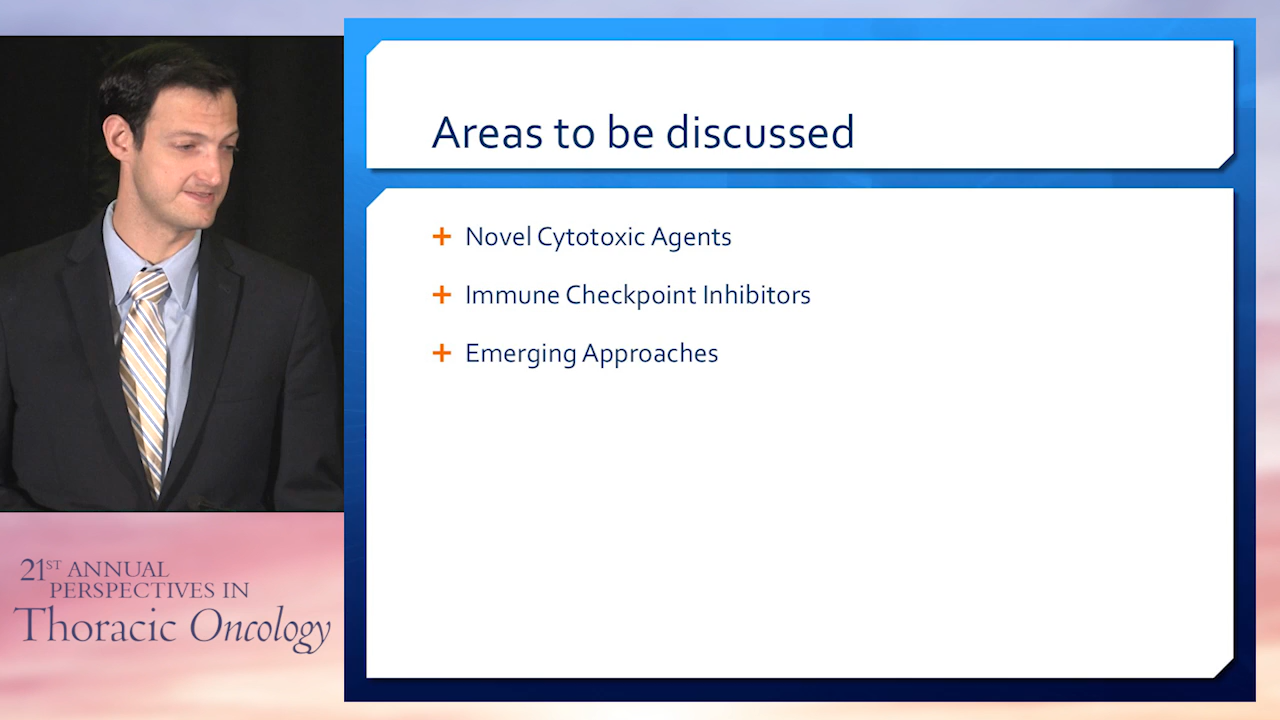 Areas to be discussed
+ Novel Cytotoxic Agents
+ Immune Checkpoint Inhibitors
+ Emerging Approaches
21ST ANNUAL
PERSPECTIVES IN
Thoracic Oncology